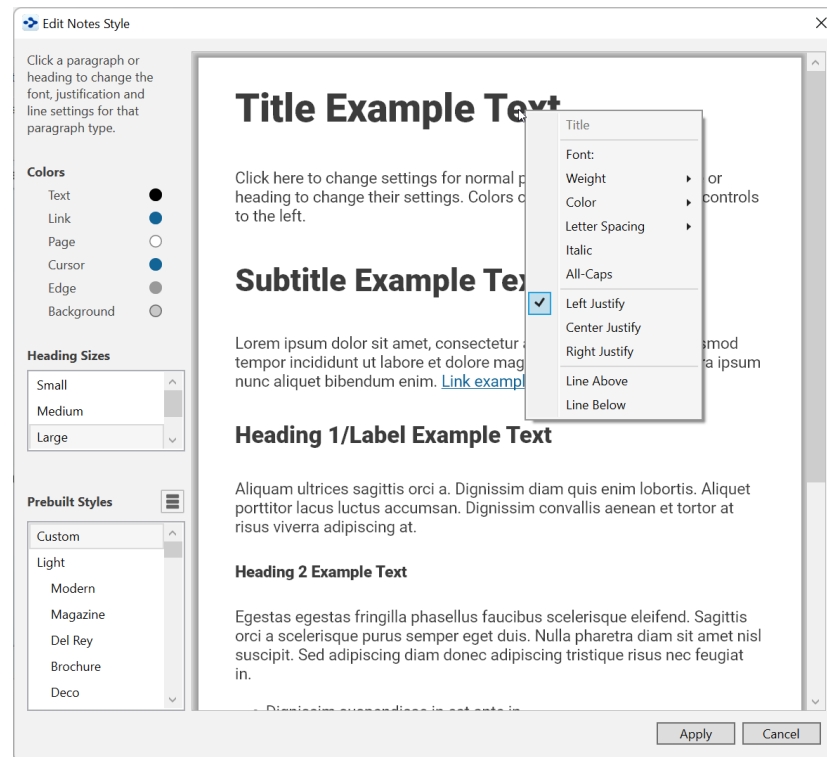 Edit Notes Style
Click a paragraph or
heading to change the
font, justification and
line settings for that
paragraph type.
Colors
Text
Link
Page
Cursor
Edge
Background
Heading Sizes
Small
Medium
Large
Prebuilt Styles
Custom
Light
Modern
Magazine
Del Rey
Brochure
Deco
Title Example Text
Click here to change settings for normal p
or
heading to change their settings. Colors c
controls
to the left.
Subtitle Example Tex
Lorem ipsum dolor sit amet, consectetur
smod
tempor incididunt ut labore et dolore mag
ra ipsum
nunc aliquet bibendum enim. Link exampl
Heading 1/Label Example Text
Aliquam ultrices sagittis orci a. Dignissim diam quis enim lobortis. Aliquet
porttitor lacus luctus accumsan. Dignissim convallis aenean et tortor at
risus viverra adipiscing at.
Heading 2 Example Text
Egestas egestas fringilla phasellus faucibus scelerisque eleifend. Sagittis
orci a scelerisque purus semper eget duis. Nulla pharetra diam sit amet nisl
suscipit. Sed adipiscing diam donec adipiscing tristique risus nec feugiat
in.
Title
Font:
Weight
Color
Letter Spacing
Italic
All-Caps
Left Justify
Center Justify
Right Justify
Line Above
Line Below
Apply
Cancel